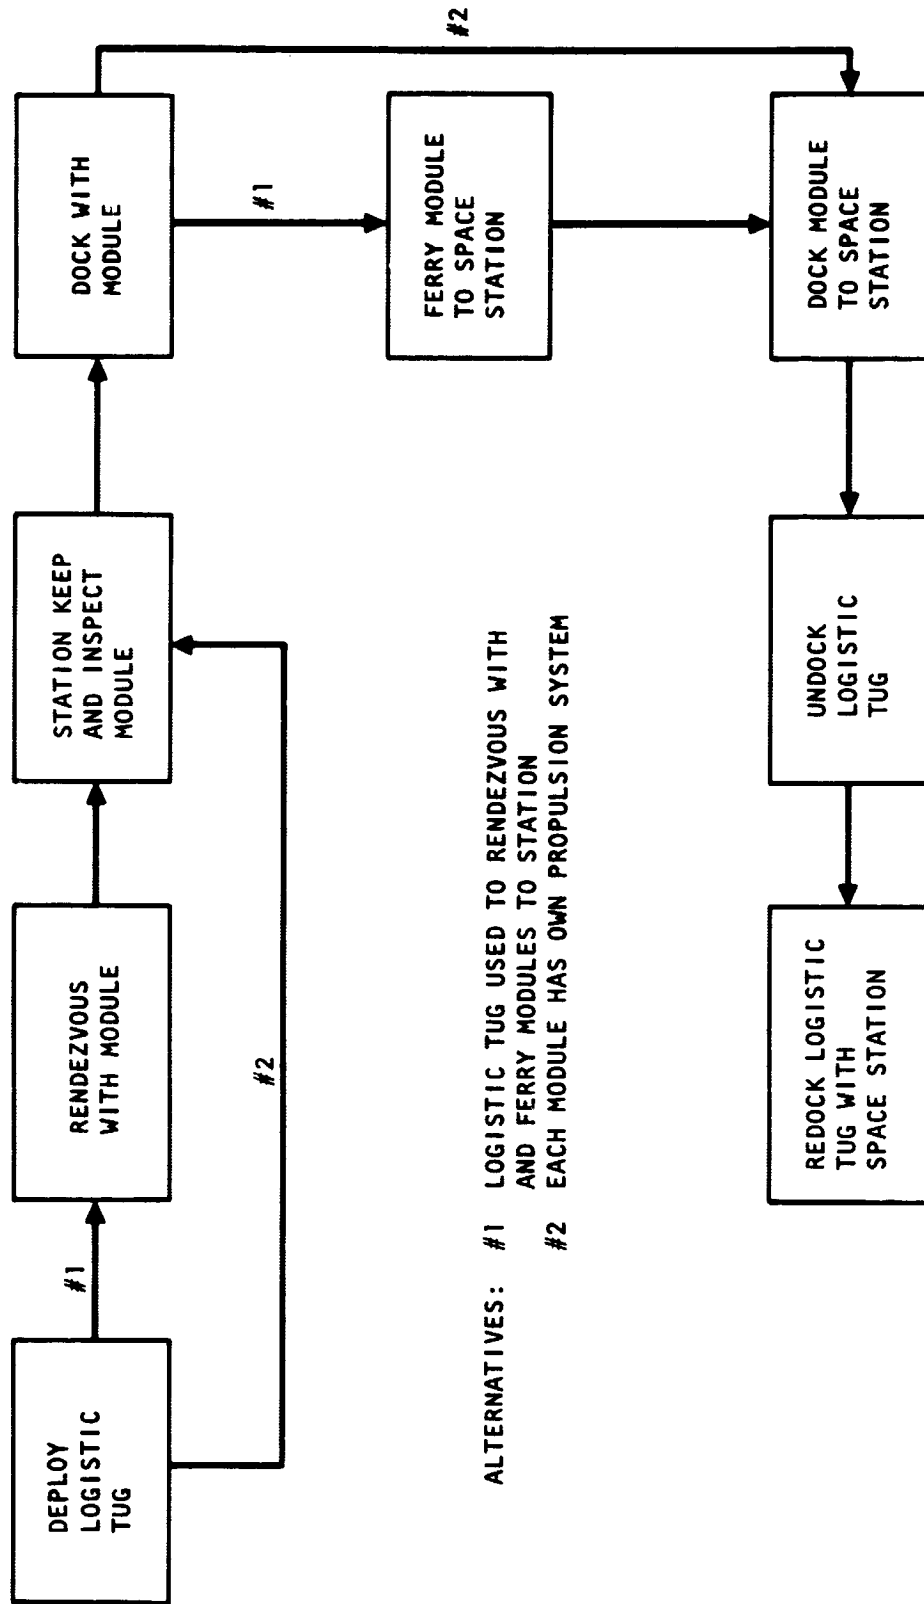 DEPLOY
LOGISTIC
TUG
#1
RENDEZVOUS
WITH MODULE
STATION KEEP
AND INSPECT
MODULE
DOCK WITH
MODULE
#2
#1
#2
FERRY MODULE
TO SPACE
STATION
ALTERNATIVES: #1 LOGISTIC TUG USED TO RENDEZVOUS WITH
AND FERRY MODULES TO STATION
#2 EACH MODULE HAS OWN PROPULSION SYSTEM
DOCK MODULE
TO SPACE
STATION
UNDOCK
LOGISTIC
TUG
REDOCK LOGISTIC
TUG WITH
SPACE STATION